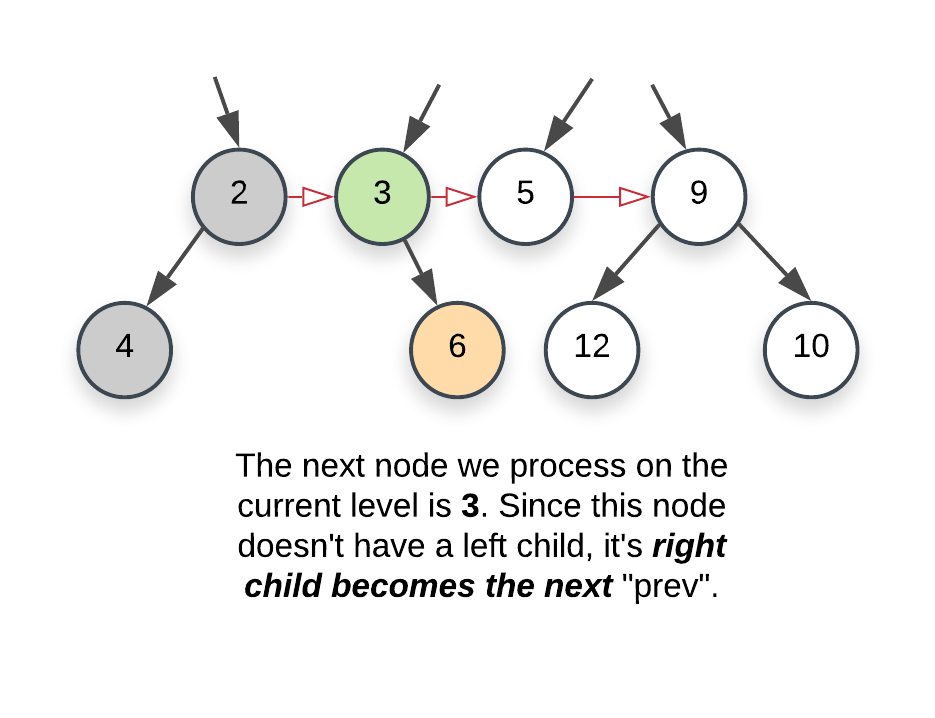 2 3 5 9
4 6 12 10
The next node we process on the
current level is 3. Since this node
doesn't have a left child, it's right
child becomes the next "prev".